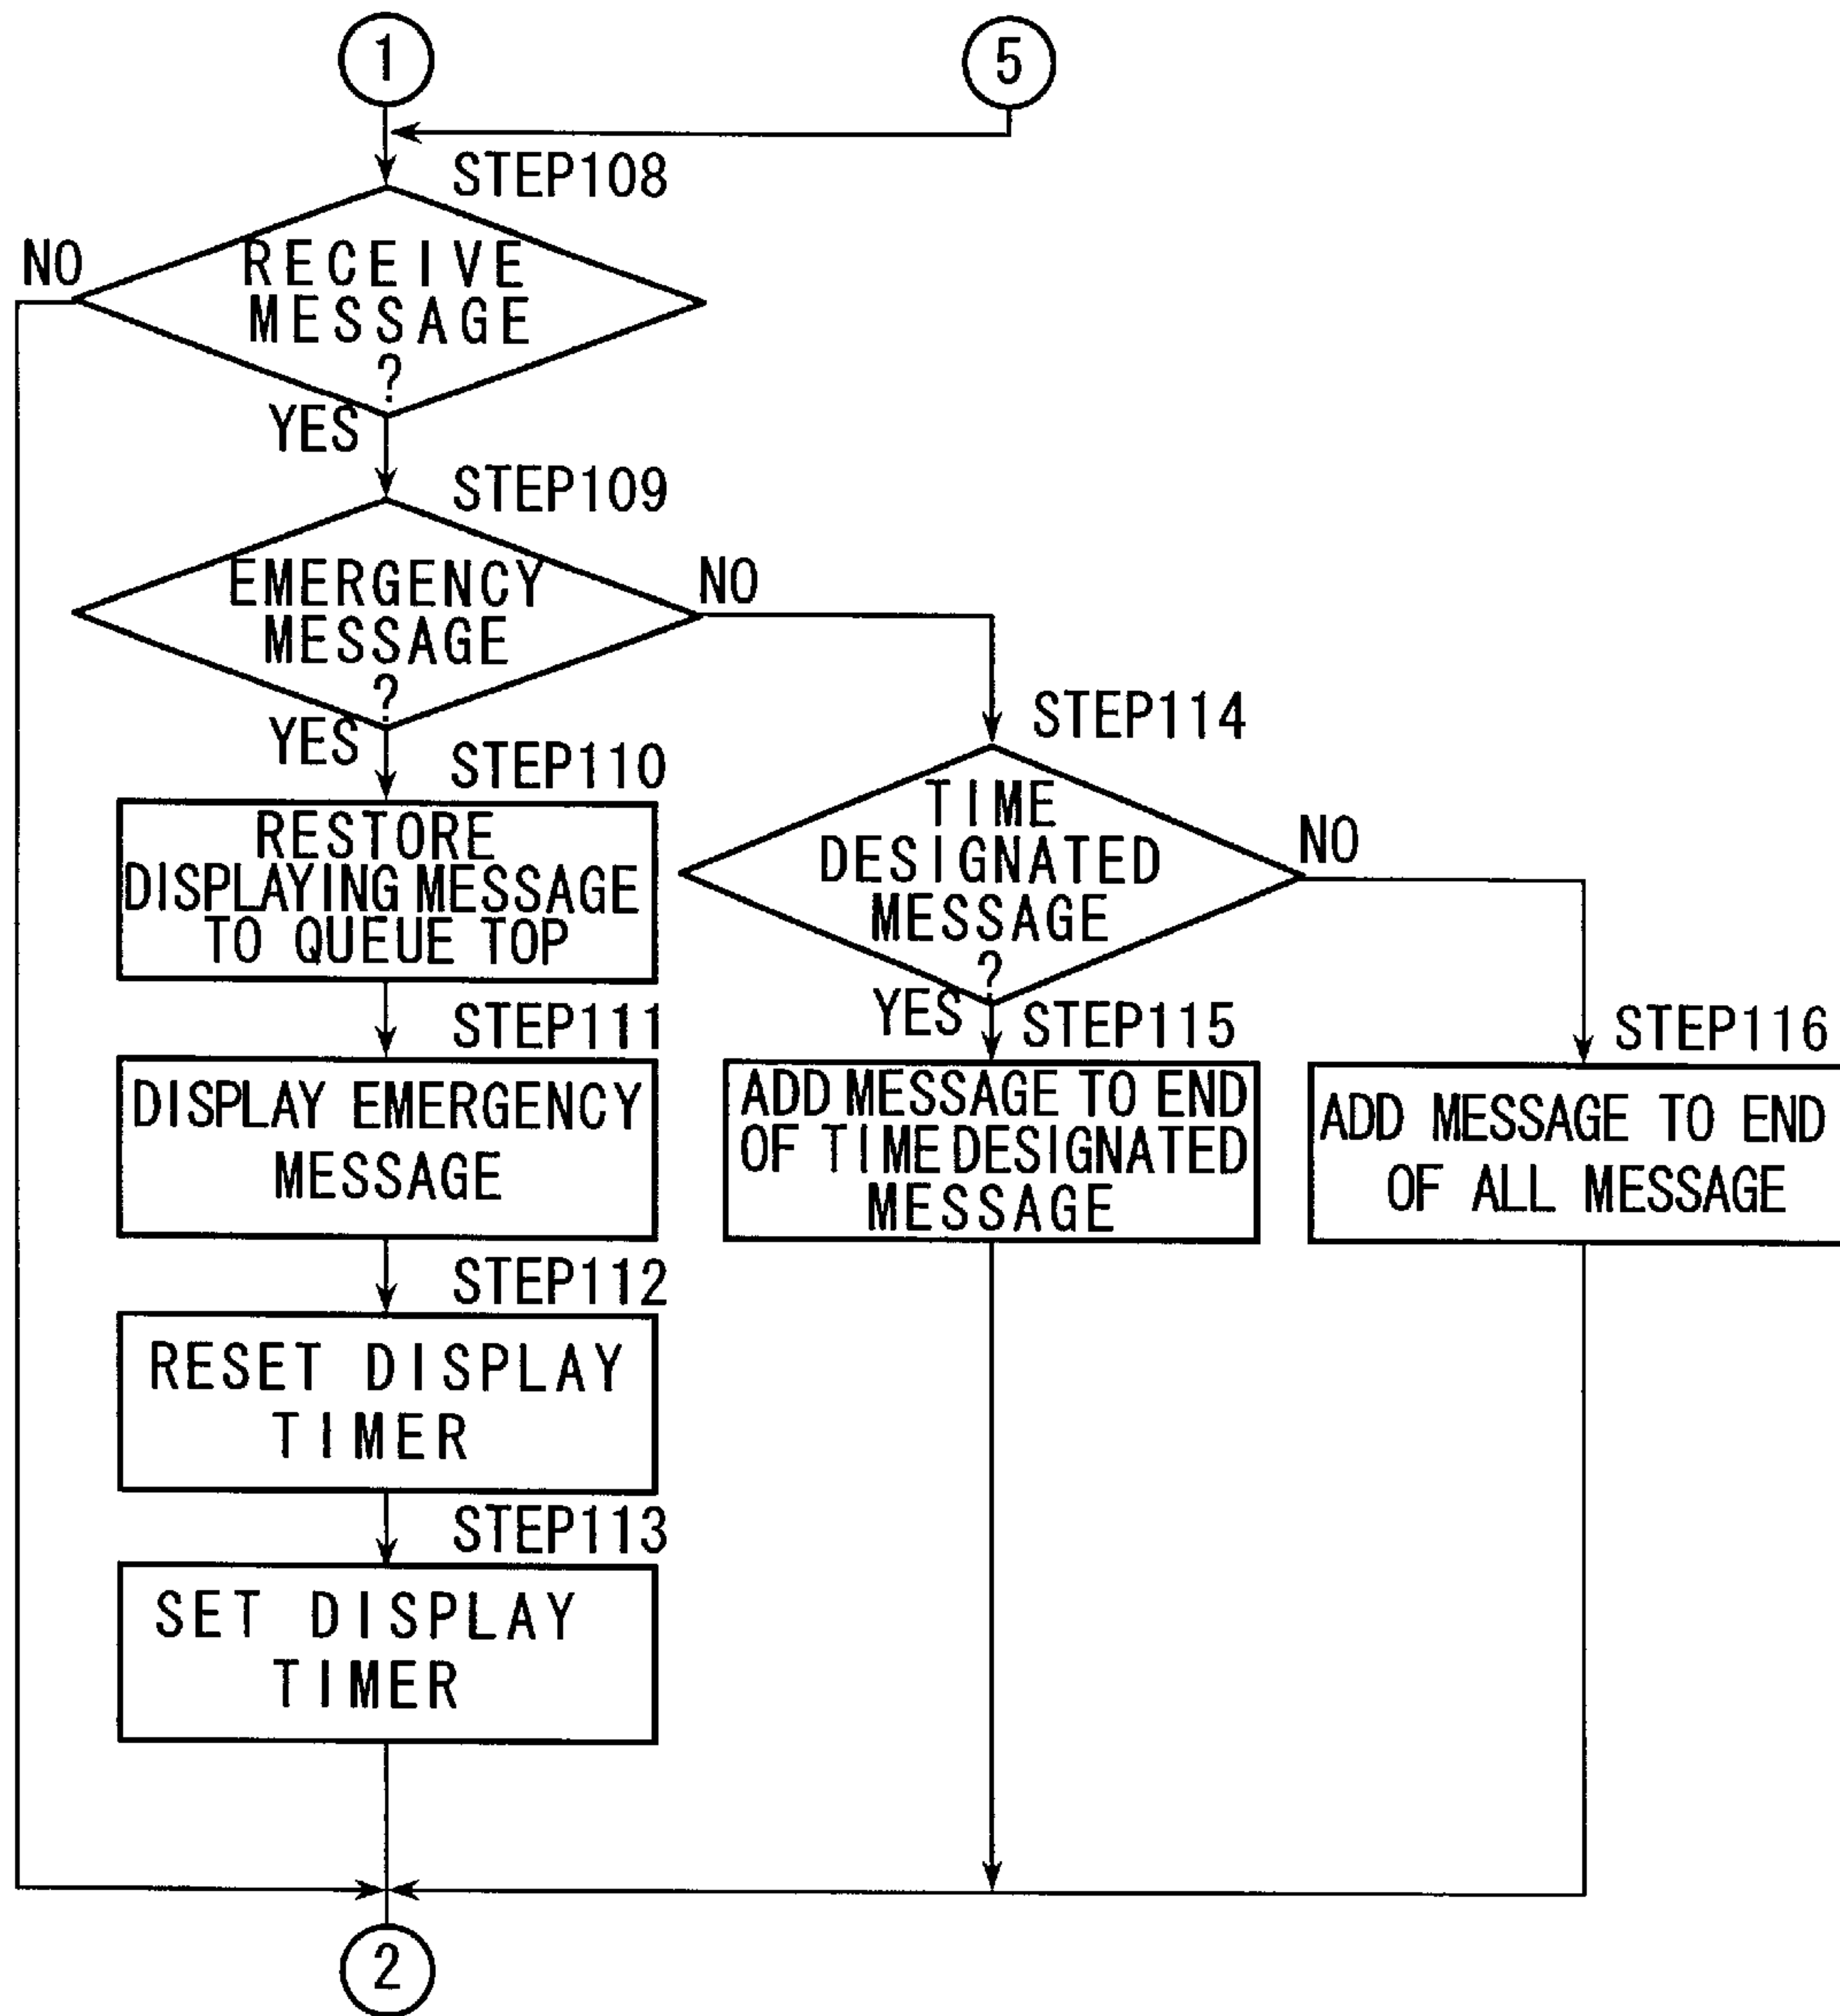 1
5
STEP108
NO
RECEIVE
MESSAGE
?
YES
STEP109
EMERGENCY
MESSAGE
?
NO
YES
STEP110
RESTORE
DISPLAYING MESSAGE
TO QUEUE TOP
STEP114
TIME
DESIGNATED
MESSAGE
?
NO
YES
STEP111
DISPLAY EMERGENCY
MESSAGE
STEP115
ADD MESSAGE TO END
OF TIME DESIGNATED
MESSAGE
STEP116
ADD MESSAGE TO END
OF ALL MESSAGE
STEP112
RESET DISPLAY
TIMER
STEP113
SET DISPLAY
TIMER
2